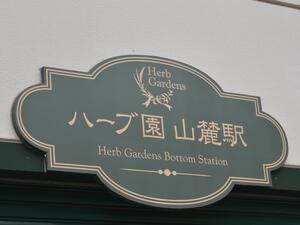 Herb
Gardens
ハーブ園 山麓駅
Herb Gardens Bottom Station